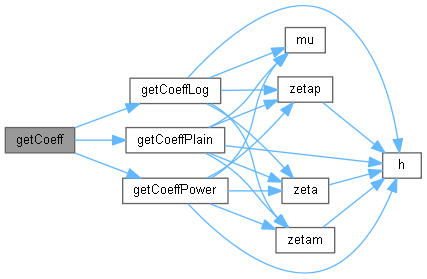 getCoeff
getCoeffLog
getCoeffPlain
getCoeffPower
mu
zetap
zeta
zetam
h